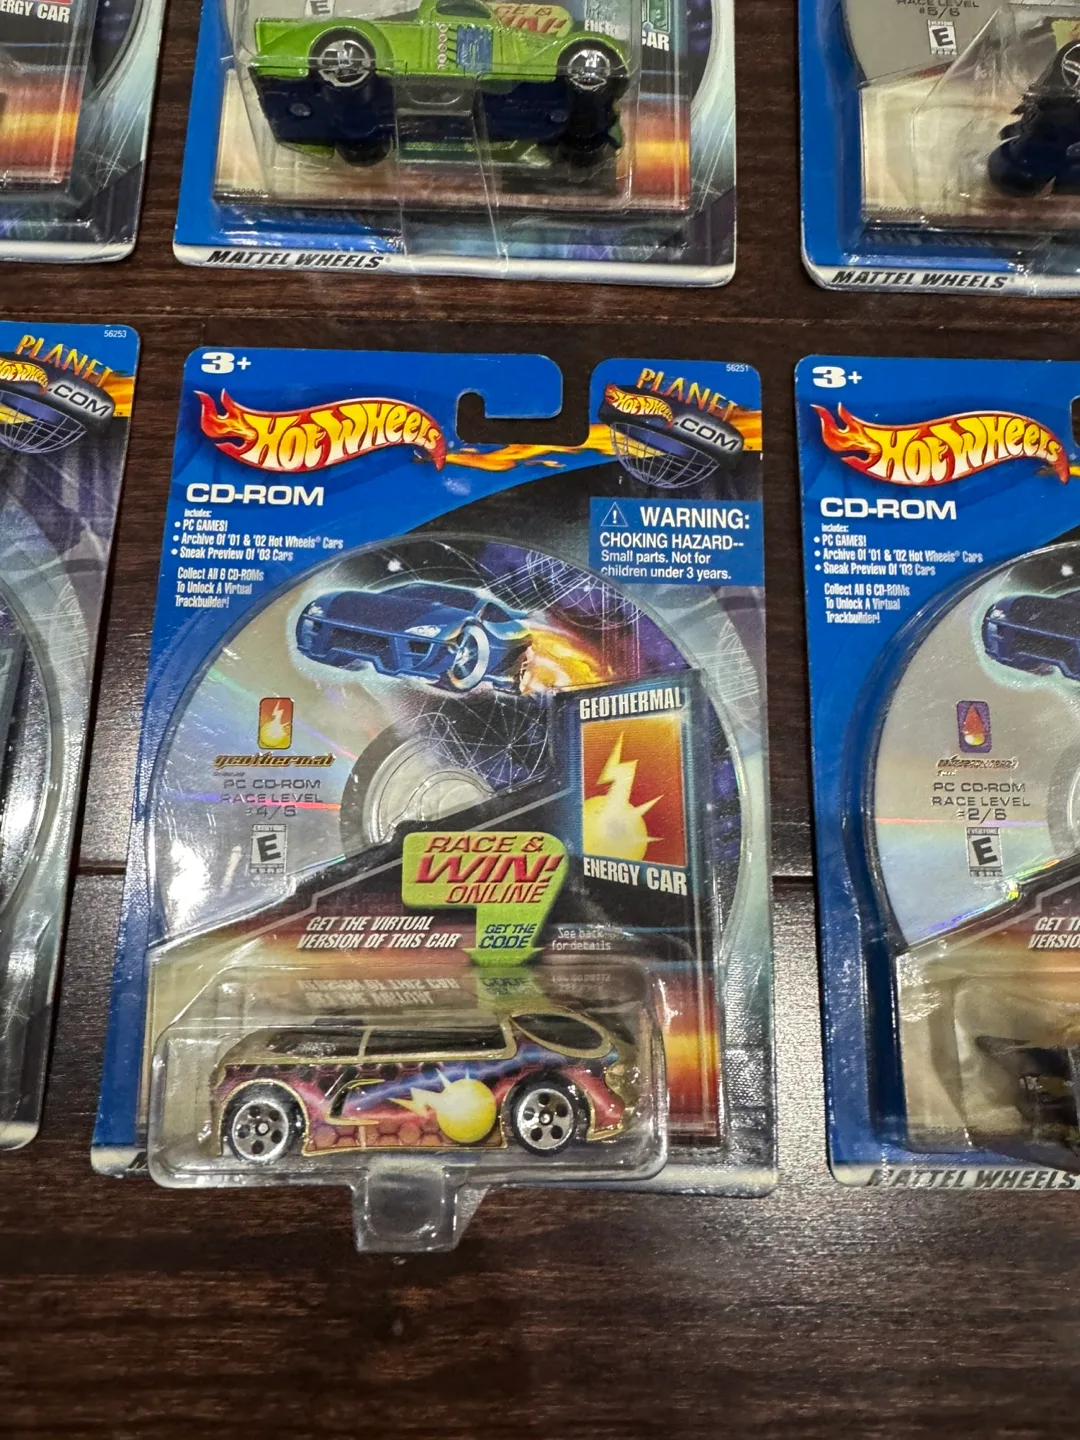 ERGY CAR
E
RACE &
WIN!
CAR
MATTEL WHEELS
RACE LEVEL
#5/6
EVERYONE
E
MATTEL WHEELS
56253
PLANET
HOT WHEELS
.COM
3+
HOT WHEELS
CD-ROM
Includes:
• PC GAMES!
• Archive Of '01 & '02 Hot Wheels® Cars
• Sneak Preview Of '03 Cars
Collect All 6 CD-ROMs
To Unlock A Virtual
Trackbuilder!
56251
PLANET
HOT WHEELS
.COM
WARNING:
CHOKING HAZARD--
Small parts. Not for
children under 3 years.
geothermal
PC CD-ROM
RACE LEVEL
#4/6
EVERYONE
E
GEOTHERMAL
ENERGY CAR
RACE &
WIN!
ONLINE
GET THE VIRTUAL
VERSION OF THIS CAR
GET THE
CODE
See back
for details
3+
HOT WHEELS
CD-ROM
Includes:
• PC GAMES!
• Archive Of '01 & '02 Hot Wheels® Cars
• Sneak Preview Of '03 Cars
Collect All 6 CD-ROMs
To Unlock A Virtual
Trackbuilder!
PC CD-ROM
RACE LEVEL
#2/6
EVERYONE
E
GET T
VERSIO
MATTEL WHEELS